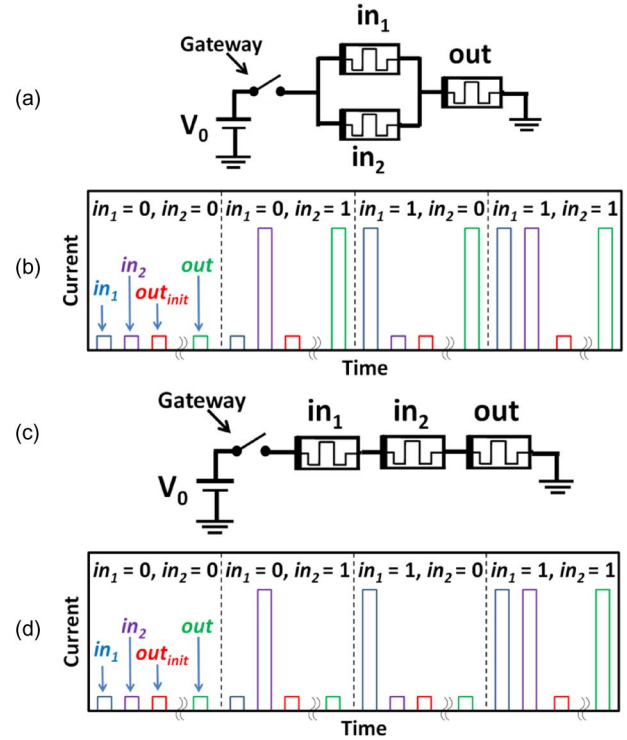 (a)
Gateway
in₁
out
V₀
in₂
(b)
Current
in₁ = 0, in₂ = 0
in₁ = 0, in₂ = 1
in₁ = 1, in₂ = 0
in₁ = 1, in₂ = 1
in₁
in₂
out_init
out
Time
(c)
Gateway
in₁
in₂
out
V₀
(d)
Current
in₁ = 0, in₂ = 0
in₁ = 0, in₂ = 1
in₁ = 1, in₂ = 0
in₁ = 1, in₂ = 1
in₁
in₂
out_init
out
Time